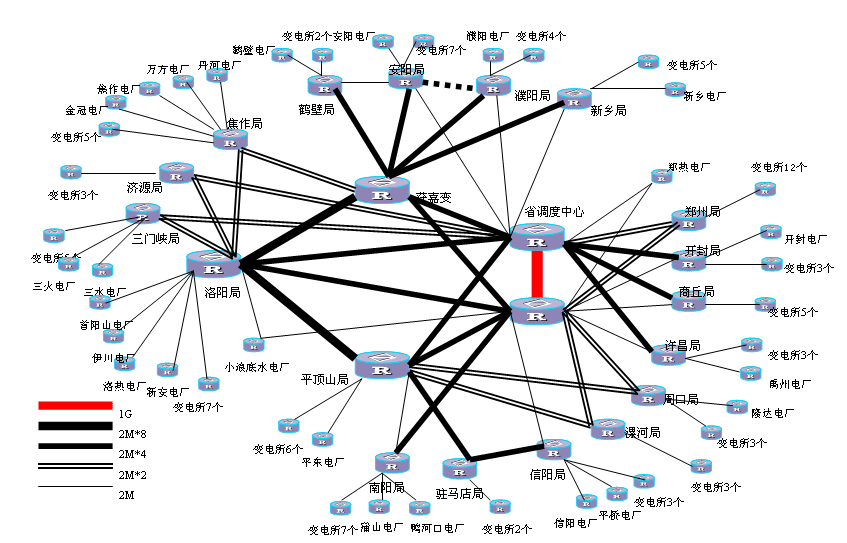 变电所2个
安阳电厂
濮阳电厂
变电所4个
鹤壁电厂
变电所7个
丹河电厂
万方电厂
安阳局
变电所5个
焦作电厂
鹤壁局
濮阳局
新乡局
新乡电厂
金冠电厂
焦作局
变电所5个
郑热电厂
变电所12个
济源局
变电所3个
获嘉变
省调度中心
郑州局
三门峡局
开封电厂
开封局
变电所6个
变电所3个
三火电厂
三水电厂
洛阳局
商丘局
变电所5个
首阳山电厂
许昌局
变电所3个
伊川电厂
小浪底水电厂
平顶山局
禹州电厂
洛热电厂
新安电厂
变电所7个
周口局
隆达电厂
1G
漯河局
2M*8
变电所3个
变电所6个
2M*4
平东电厂
信阳局
2M*2
南阳局
驻马店局
变电所3个
2M
变电所3个
变电所7个
蒲山电厂
鸭河口电厂
变电所2个
信阳电厂
平桥电厂
R